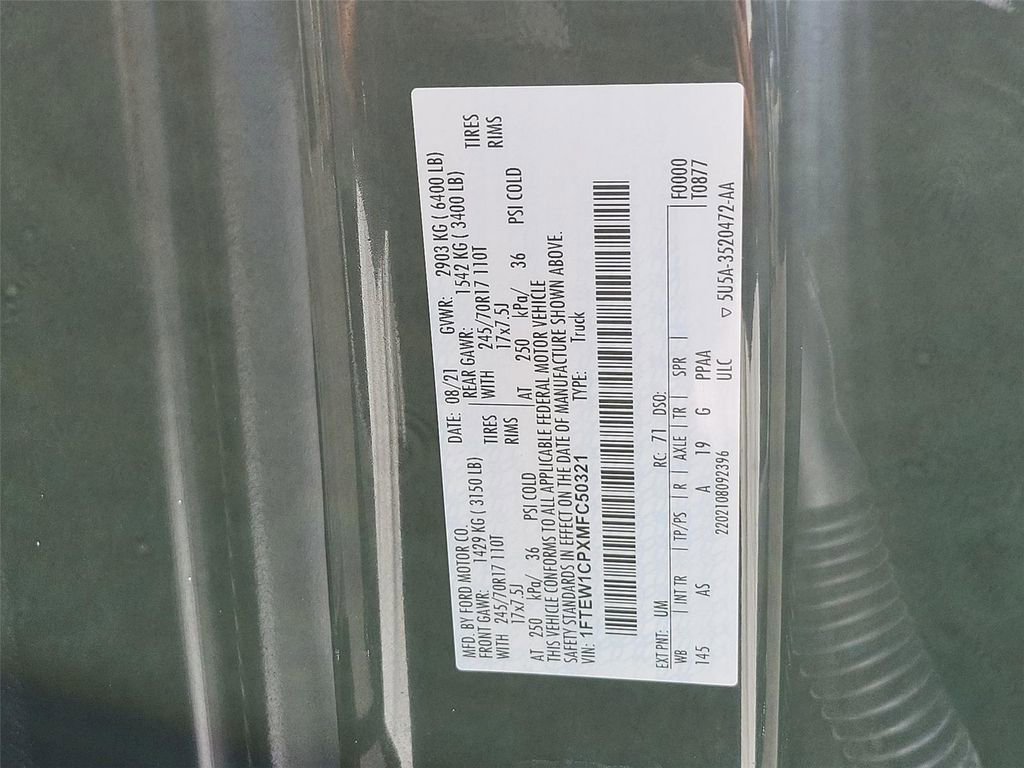 MFD. BY FORD MOTOR CO. DATE: 08/21 GVWR: 2903 KG ( 6400 LB)
FRONT GAWR: 1429 KG ( 3150 LB) REAR GAWR: 1542 KG ( 3400 LB)
WITH 245/70R17 110T TIRES WITH 245/70R17 110T TIRES
17x7.5J RIMS 17x7.5J RIMS
AT 250 kPa/ 36 PSI COLD AT 250 kPa/ 36 PSI COLD
THIS VEHICLE CONFORMS TO ALL APPLICABLE FEDERAL MOTOR VEHICLE
SAFETY STANDARDS IN EFFECT ON THE DATE OF MANUFACTURE SHOWN ABOVE.
VIN: 1FTEW1CPXMFC50321 TYPE: Truck
EXT PNT: UM RC: 71 DSO:
WB | INT TR | TP/PS | R | AXLE | TR | SPR | F0000
145 AS A 19 G PPAA T0877
2202108092396 ULC
▽ 5U5A-3520472-AA